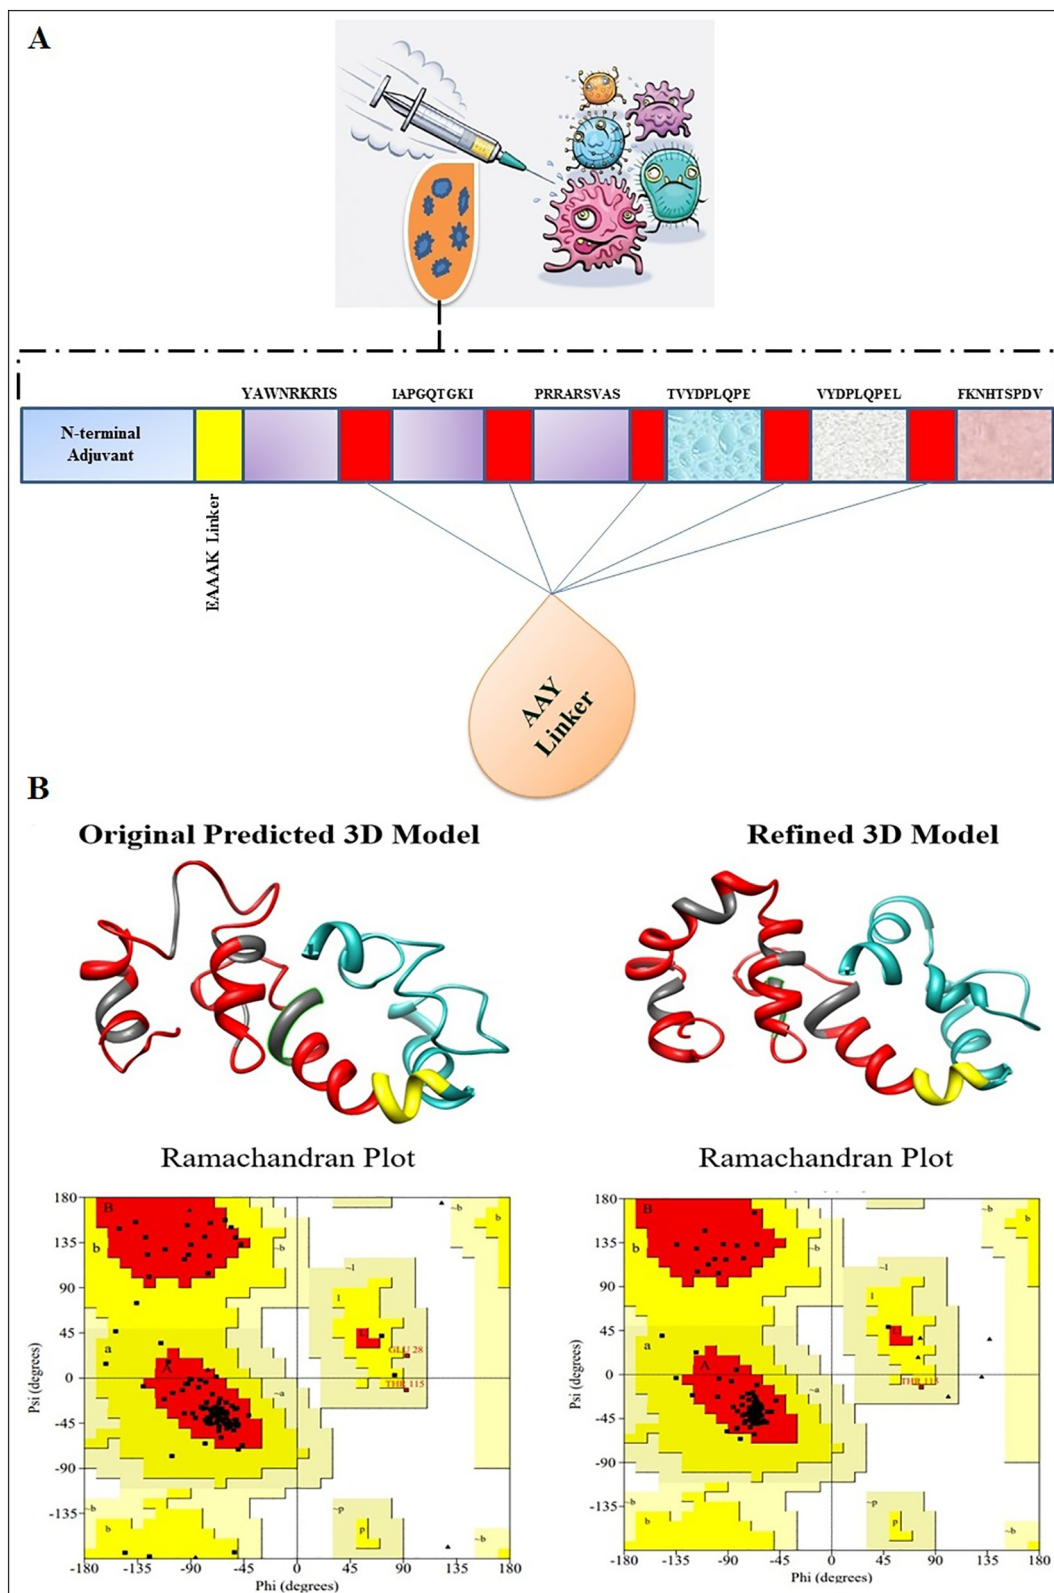 A
YAWNRKRIS IAPGQTGKI PRRARSVAS TVYDPLQPE VYDPLQPEL FKNHTSPDV
N-terminal
Adjuvant
EAAAK Linker
AAY
Linker
B
Original Predicted 3D Model
Refined 3D Model
Ramachandran Plot
180
135
90
45
0
-45
-90
-135
Psi (degrees)
B
b
~b
b
~b
~l
l
L
a
A
~a
GLU 28
THR 115
~b
b
~p
p
~b
-180 -135 -90 -45 0 45 90 135 180
Phi (degrees)
Ramachandran Plot
180
135
90
45
0
-45
-90
-135
-180
Psi (degrees)
B
b
~b
b
~b
~l
l
a
A
~a
THR 115
~b
b
~p
p
~b
-180 -135 -90 -45 0 45 90 135 180
Phi (degrees)